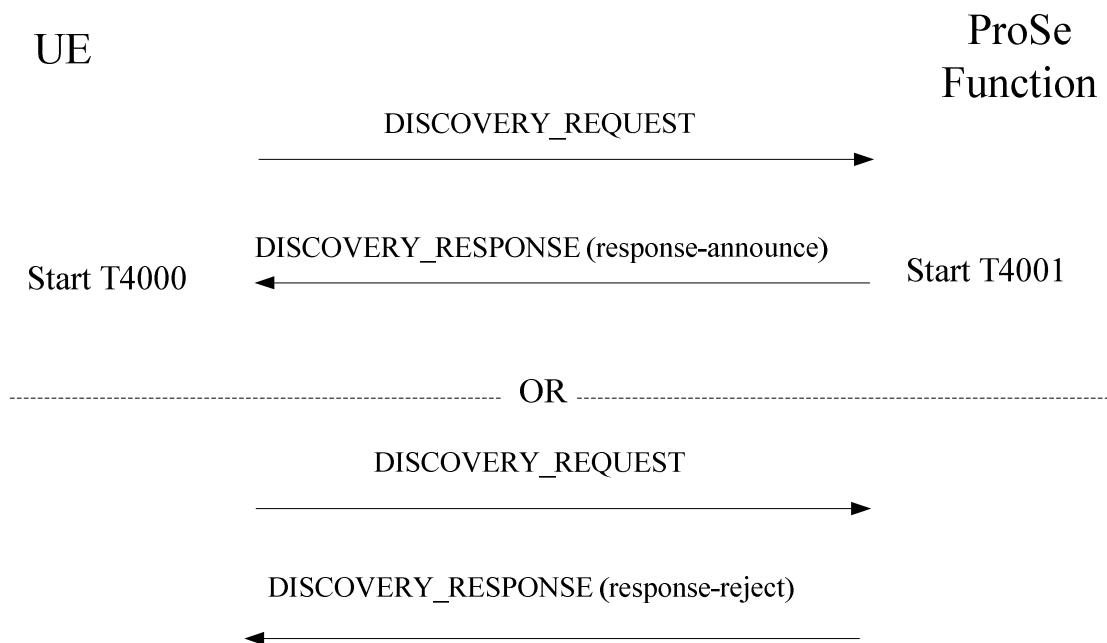 UE
ProSe
Function
DISCOVERY_REQUEST
DISCOVERY_RESPONSE (response-announce)
Start T4000
Start T4001
OR
DISCOVERY_REQUEST
DISCOVERY_RESPONSE (response-reject)